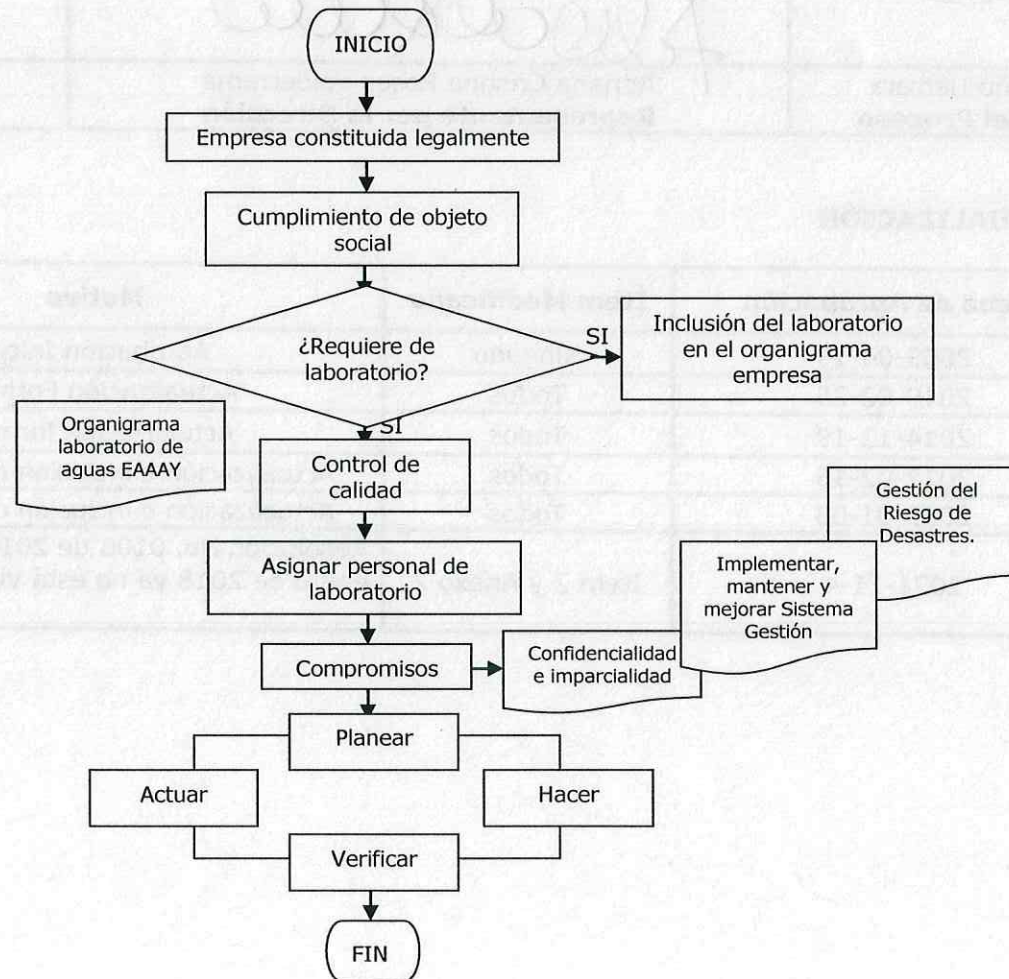 INICIO
Empresa constituida legalmente
Cumplimiento de objeto
social
¿Requiere de
laboratorio?
SI
Inclusión del laboratorio
en el organigrama
empresa
SI
Organigrama
laboratorio de
aguas EAAAY
Control de
calidad
Gestión del
Riesgo de
Desastres.
Asignar personal de
laboratorio
Implementar,
mantener y
mejorar Sistema
Gestión
Compromisos
Confidencialidad
e imparcialidad
Planear
Actuar
Hacer
Verificar
FIN